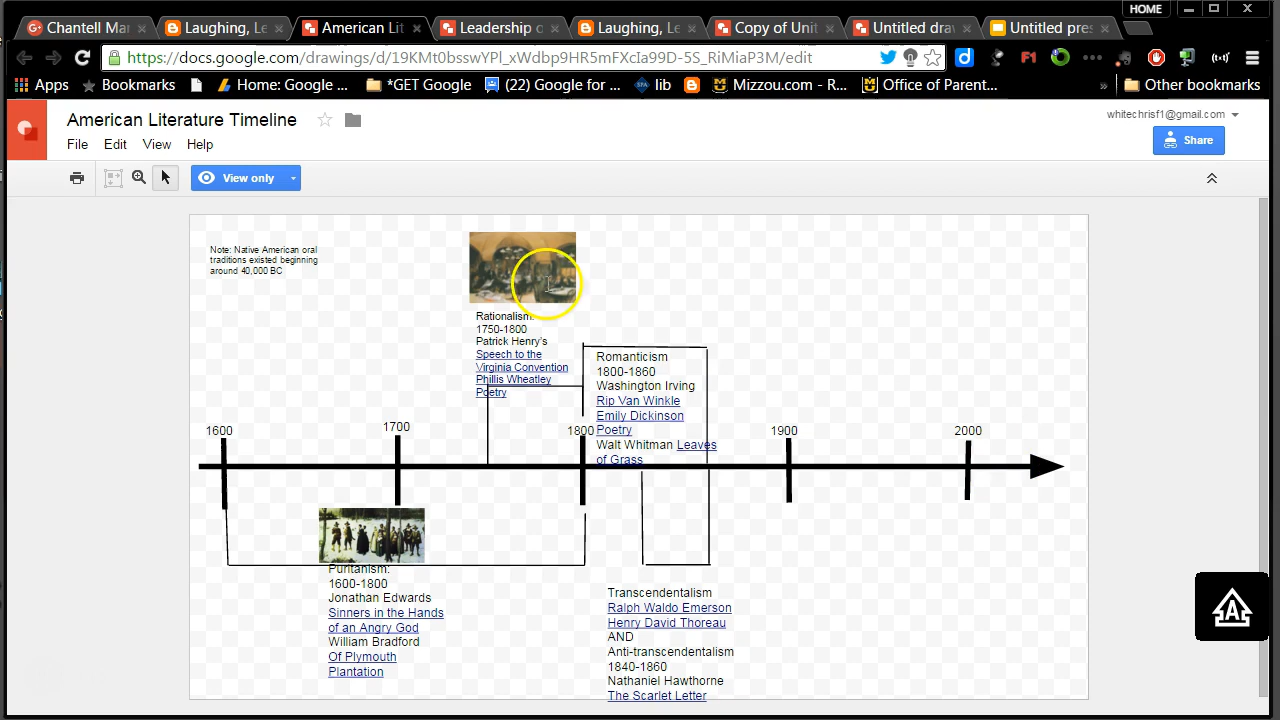 HOME
Chantell Mar
Laughing, Le
American Lit
Leadership o
Laughing, Le
Copy of Unit
Untitled draw
Untitled pres
https://docs.google.com/drawings/d/19KMt0bsswYPl_xWdbp9HR5mFXcIa99D-5S_RiMiaP3M/edit
Apps
Bookmarks
Home: Google ...
*GET Google
(22) Google for ...
lib
Mizzou.com - R...
Office of Parent...
»
Other bookmarks
American Literature Timeline
whitechrisf1@gmail.com
File Edit View Help
Share
View only
Note: Native American oral
traditions existed beginning
around 40,000 BC
Rationalism:
1750-1800
Patrick Henry's
Speech to the
Virginia Convention
Phillis Wheatley
Poetry
Romanticism
1800-1860
Washington Irving
Rip Van Winkle
Emily Dickinson
Poetry
Walt Whitman Leaves
of Grass
1600
1700
1800
1900
2000
Puritanism:
1600-1800
Jonathan Edwards
Sinners in the Hands
of an Angry God
William Bradford
Of Plymouth
Plantation
Transcendentalism
Ralph Waldo Emerson
Henry David Thoreau
AND
Anti-transcendentalism
1840-1860
Nathaniel Hawthorne
The Scarlet Letter
A